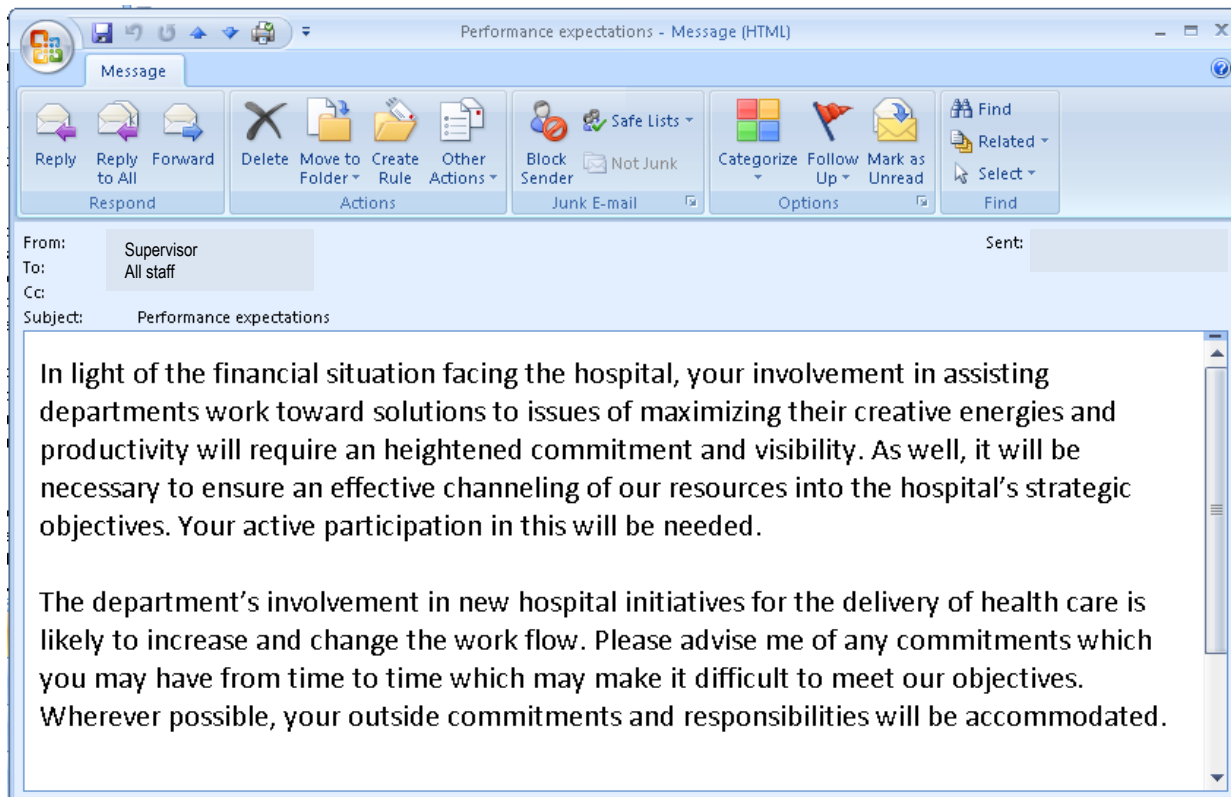 Performance expectations - Message (HTML)
Message
Reply Reply to All Forward Delete Move to Folder Create Rule Other Actions Block Sender Safe Lists Not Junk Categorize Follow Up Mark as Unread Find Related Select
Respond Actions Junk E-mail Options Find
From: Supervisor Sent:
To: All staff
Cc:
Subject: Performance expectations
In light of the financial situation facing the hospital, your involvement in assisting
departments work toward solutions to issues of maximizing their creative energies and
productivity will require an heightened commitment and visibility. As well, it will be
necessary to ensure an effective channeling of our resources into the hospital's strategic
objectives. Your active participation in this will be needed.
The department's involvement in new hospital initiatives for the delivery of health care is
likely to increase and change the work flow. Please advise me of any commitments which
you may have from time to time which may make it difficult to meet our objectives.
Wherever possible, your outside commitments and responsibilities will be accommodated.